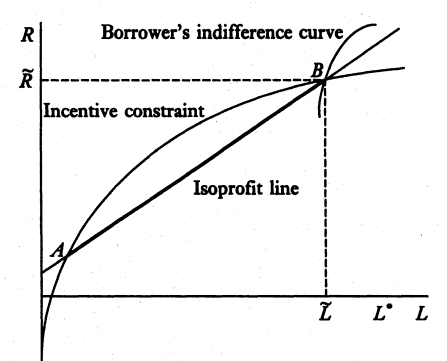 R
Borrower's indifference curve
R̃
B
Incentive constraint
Isoprofit line
A
L̃
L*
L